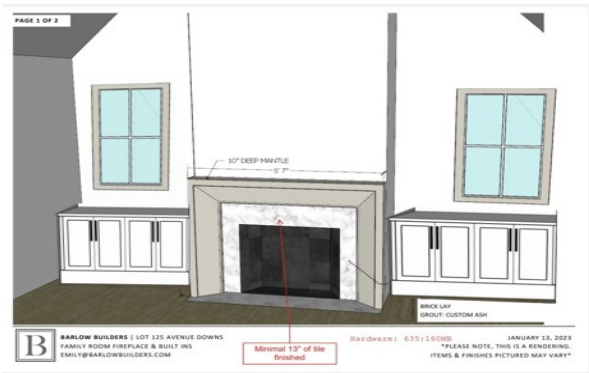 PAGE 1 OF 2
10" DEEP MANTLE
5' 7"
BRICK LAY
GROUT: CUSTOM ASH
B
BARLOW BUILDERS | LOT 125 AVENUE DOWNS
FAMILY ROOM FIREPLACE & BUILT INS
EMILY@BARLOWBUILDERS.COM
Minimal 13" of tile
finished
Hardware: 635:160MB
JANUARY 13, 2023
*PLEASE NOTE, THIS IS A RENDERING.
ITEMS & FINISHES PICTURED MAY VARY*